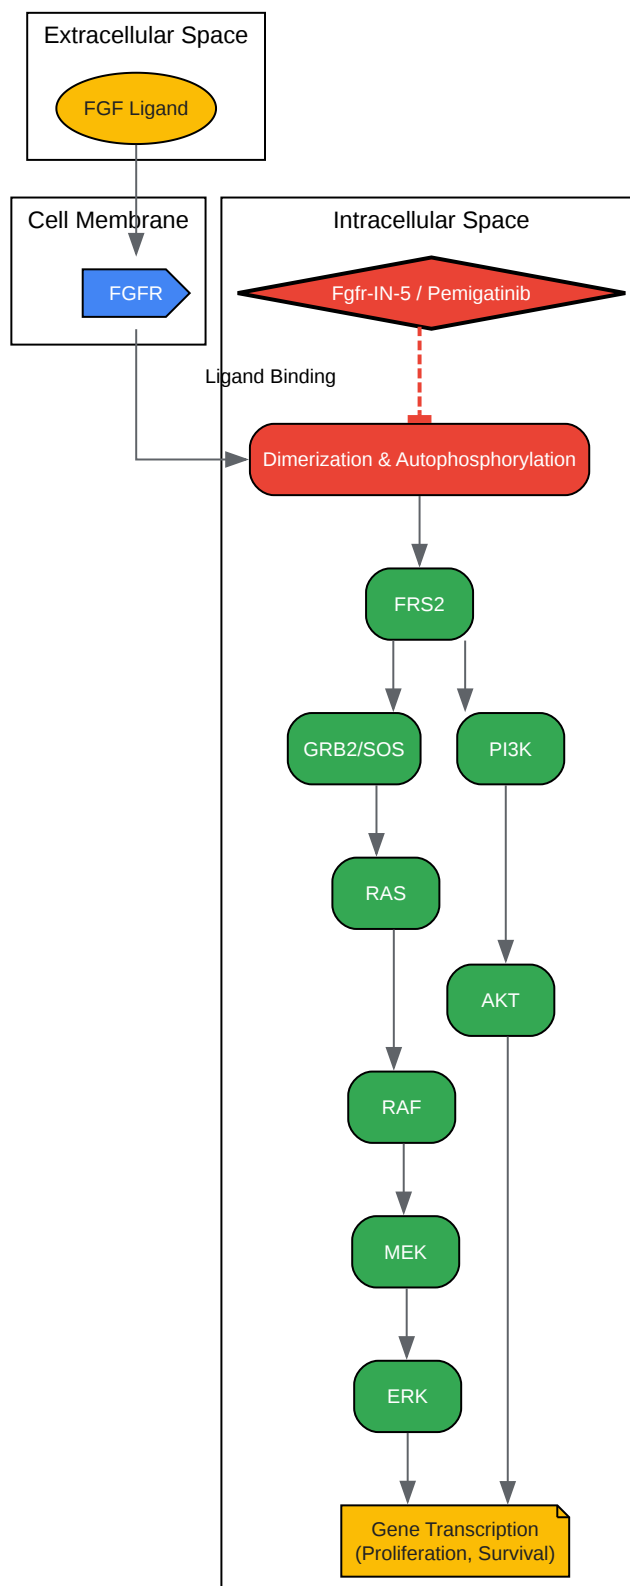 Extracellular Space
FGF Ligand
Cell Membrane
FGFR
Intracellular Space
Fgfr-IN-5 / Pemigatinib
Ligand Binding
Dimerization & Autophosphorylation
FRS2
GRB2/SOS
PI3K
RAS
AKT
RAF
MEK
ERK
Gene Transcription
(Proliferation, Survival)